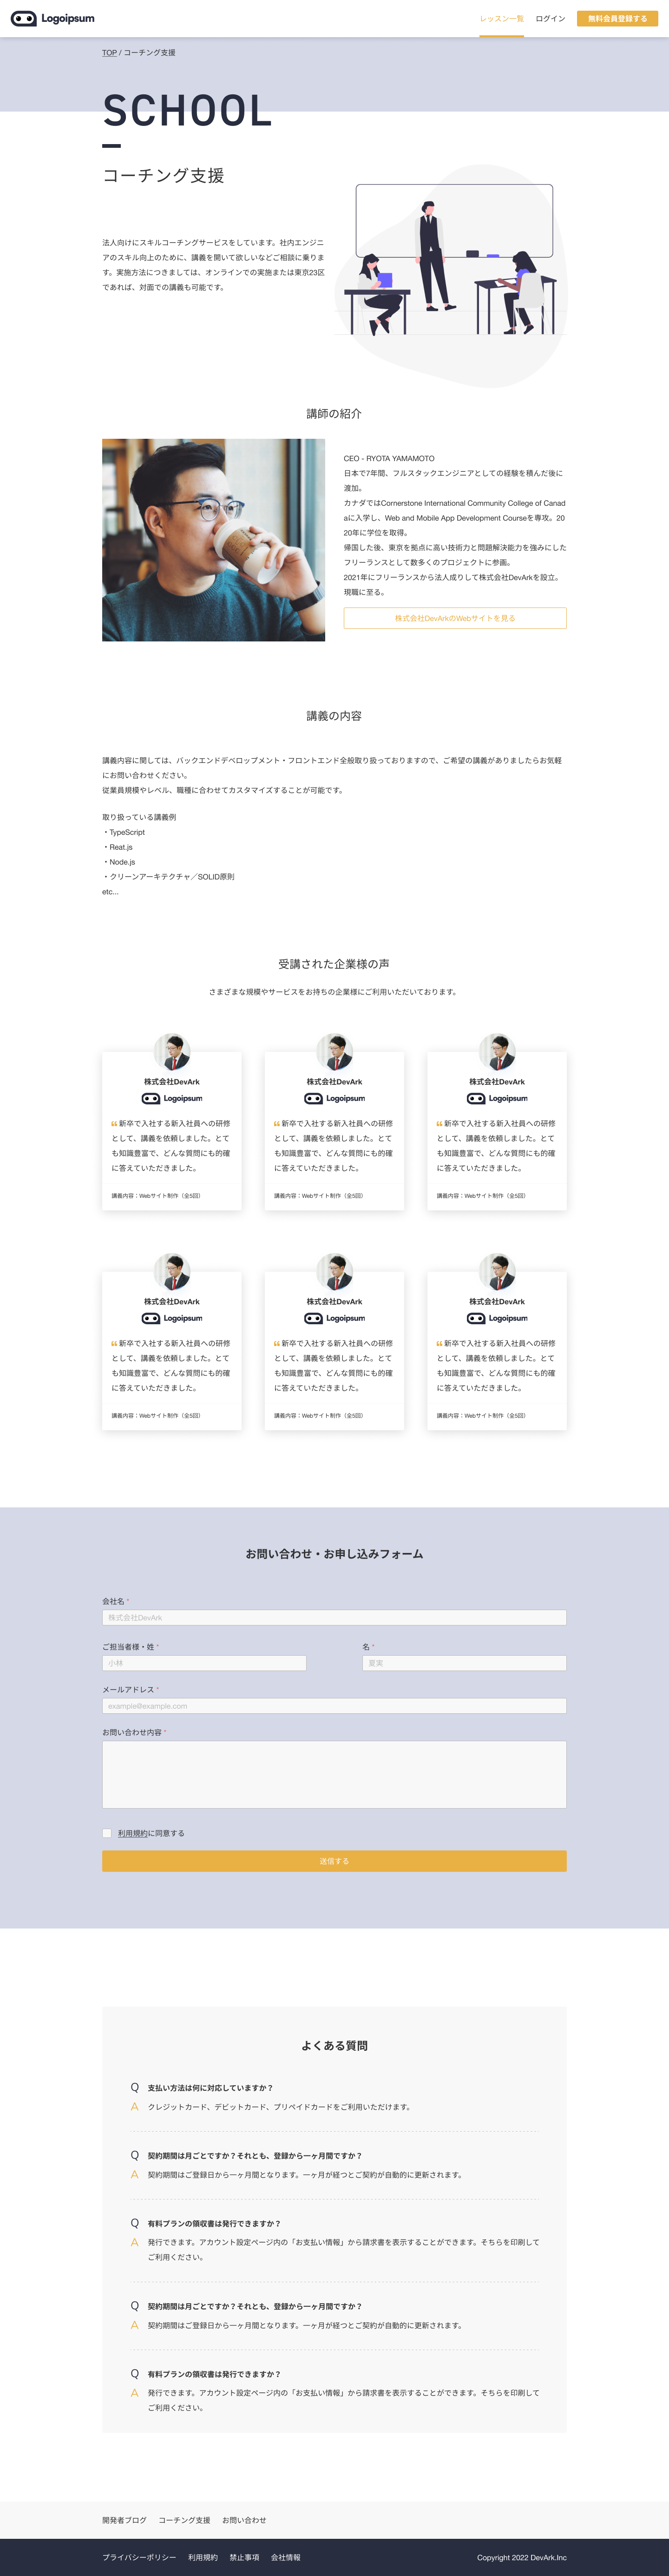 Logoipsum
レッスン一覧 ログイン 無料会員登録する
TOP / コーチング支援
SCHOOL
コーチング支援
法人向けにスキルコーチングサービスをしています。社内エンジニ
アのスキル向上のために、講義を開いて欲しいなどご相談に乗りま
す。実施方法につきましては、オンラインでの実施または東京23区
であれば、対面での講義も可能です。
講師の紹介
CEO - RYOTA YAMAMOTO
日本で7年間、フルスタックエンジニアとしての経験を積んだ後に
渡加。
カナダではCornerstone International Community College of Canad
aに入学し、Web and Mobile App Development Courseを専攻。20
20年に学位を取得。
帰国した後、東京を拠点に高い技術力と問題解決能力を強みにした
フリーランスとして数多くのプロジェクトに参画。
2021年にフリーランスから法人成りして株式会社DevArkを設立。
現職に至る。
株式会社DevArkのWebサイトを見る
講義の内容
講義内容に関しては、バックエンドデベロップメント・フロントエンド全般取り扱っておりますので、ご希望の講義がありましたらお気軽
にお問い合わせください。
従業員規模やレベル、職種に合わせてカスタマイズすることが可能です。
取り扱っている講義例
・TypeScript
・Reat.js
・Node.js
・クリーンアーキテクチャ／SOLID原則
etc...
受講された企業様の声
さまざまな規模やサービスをお持ちの企業様にご利用いただいております。
株式会社DevArk
Logoipsum
新卒で入社する新入社員への研修
として、講義を依頼しました。とて
も知識豊富で、どんな質問にも的確
に答えていただきました。
講義内容：Webサイト制作（全5回）
株式会社DevArk
Logoipsum
新卒で入社する新入社員への研修
として、講義を依頼しました。とて
も知識豊富で、どんな質問にも的確
に答えていただきました。
講義内容：Webサイト制作（全5回）
株式会社DevArk
Logoipsum
新卒で入社する新入社員への研修
として、講義を依頼しました。とて
も知識豊富で、どんな質問にも的確
に答えていただきました。
講義内容：Webサイト制作（全5回）
株式会社DevArk
Logoipsum
新卒で入社する新入社員への研修
として、講義を依頼しました。とて
も知識豊富で、どんな質問にも的確
に答えていただきました。
講義内容：Webサイト制作（全5回）
株式会社DevArk
Logoipsum
新卒で入社する新入社員への研修
として、講義を依頼しました。とて
も知識豊富で、どんな質問にも的確
に答えていただきました。
講義内容：Webサイト制作（全5回）
株式会社DevArk
Logoipsum
新卒で入社する新入社員への研修
として、講義を依頼しました。とて
も知識豊富で、どんな質問にも的確
に答えていただきました。
講義内容：Webサイト制作（全5回）
お問い合わせ・お申し込みフォーム
会社名 *
株式会社DevArk
ご担当者様・姓 * 名 *
小林 夏実
メールアドレス *
example@example.com
お問い合わせ内容 *
利用規約に同意する
送信する
よくある質問
Q 支払い方法は何に対応していますか？
A クレジットカード、デビットカード、プリペイドカードをご利用いただけます。
Q 契約期間は月ごとですか？それとも、登録から一ヶ月間ですか？
A 契約期間はご登録日から一ヶ月間となります。一ヶ月が経つとご契約が自動的に更新されます。
Q 有料プランの領収書は発行できますか？
A 発行できます。アカウント設定ページ内の「お支払い情報」から請求書を表示することができます。そちらを印刷して
ご利用ください。
Q 契約期間は月ごとですか？それとも、登録から一ヶ月間ですか？
A 契約期間はご登録日から一ヶ月間となります。一ヶ月が経つとご契約が自動的に更新されます。
Q 有料プランの領収書は発行できますか？
A 発行できます。アカウント設定ページ内の「お支払い情報」から請求書を表示することができます。そちらを印刷して
ご利用ください。
開発者ブログ コーチング支援 お問い合わせ
プライバシーポリシー 利用規約 禁止事項 会社情報 Copyright 2022 DevArk.Inc